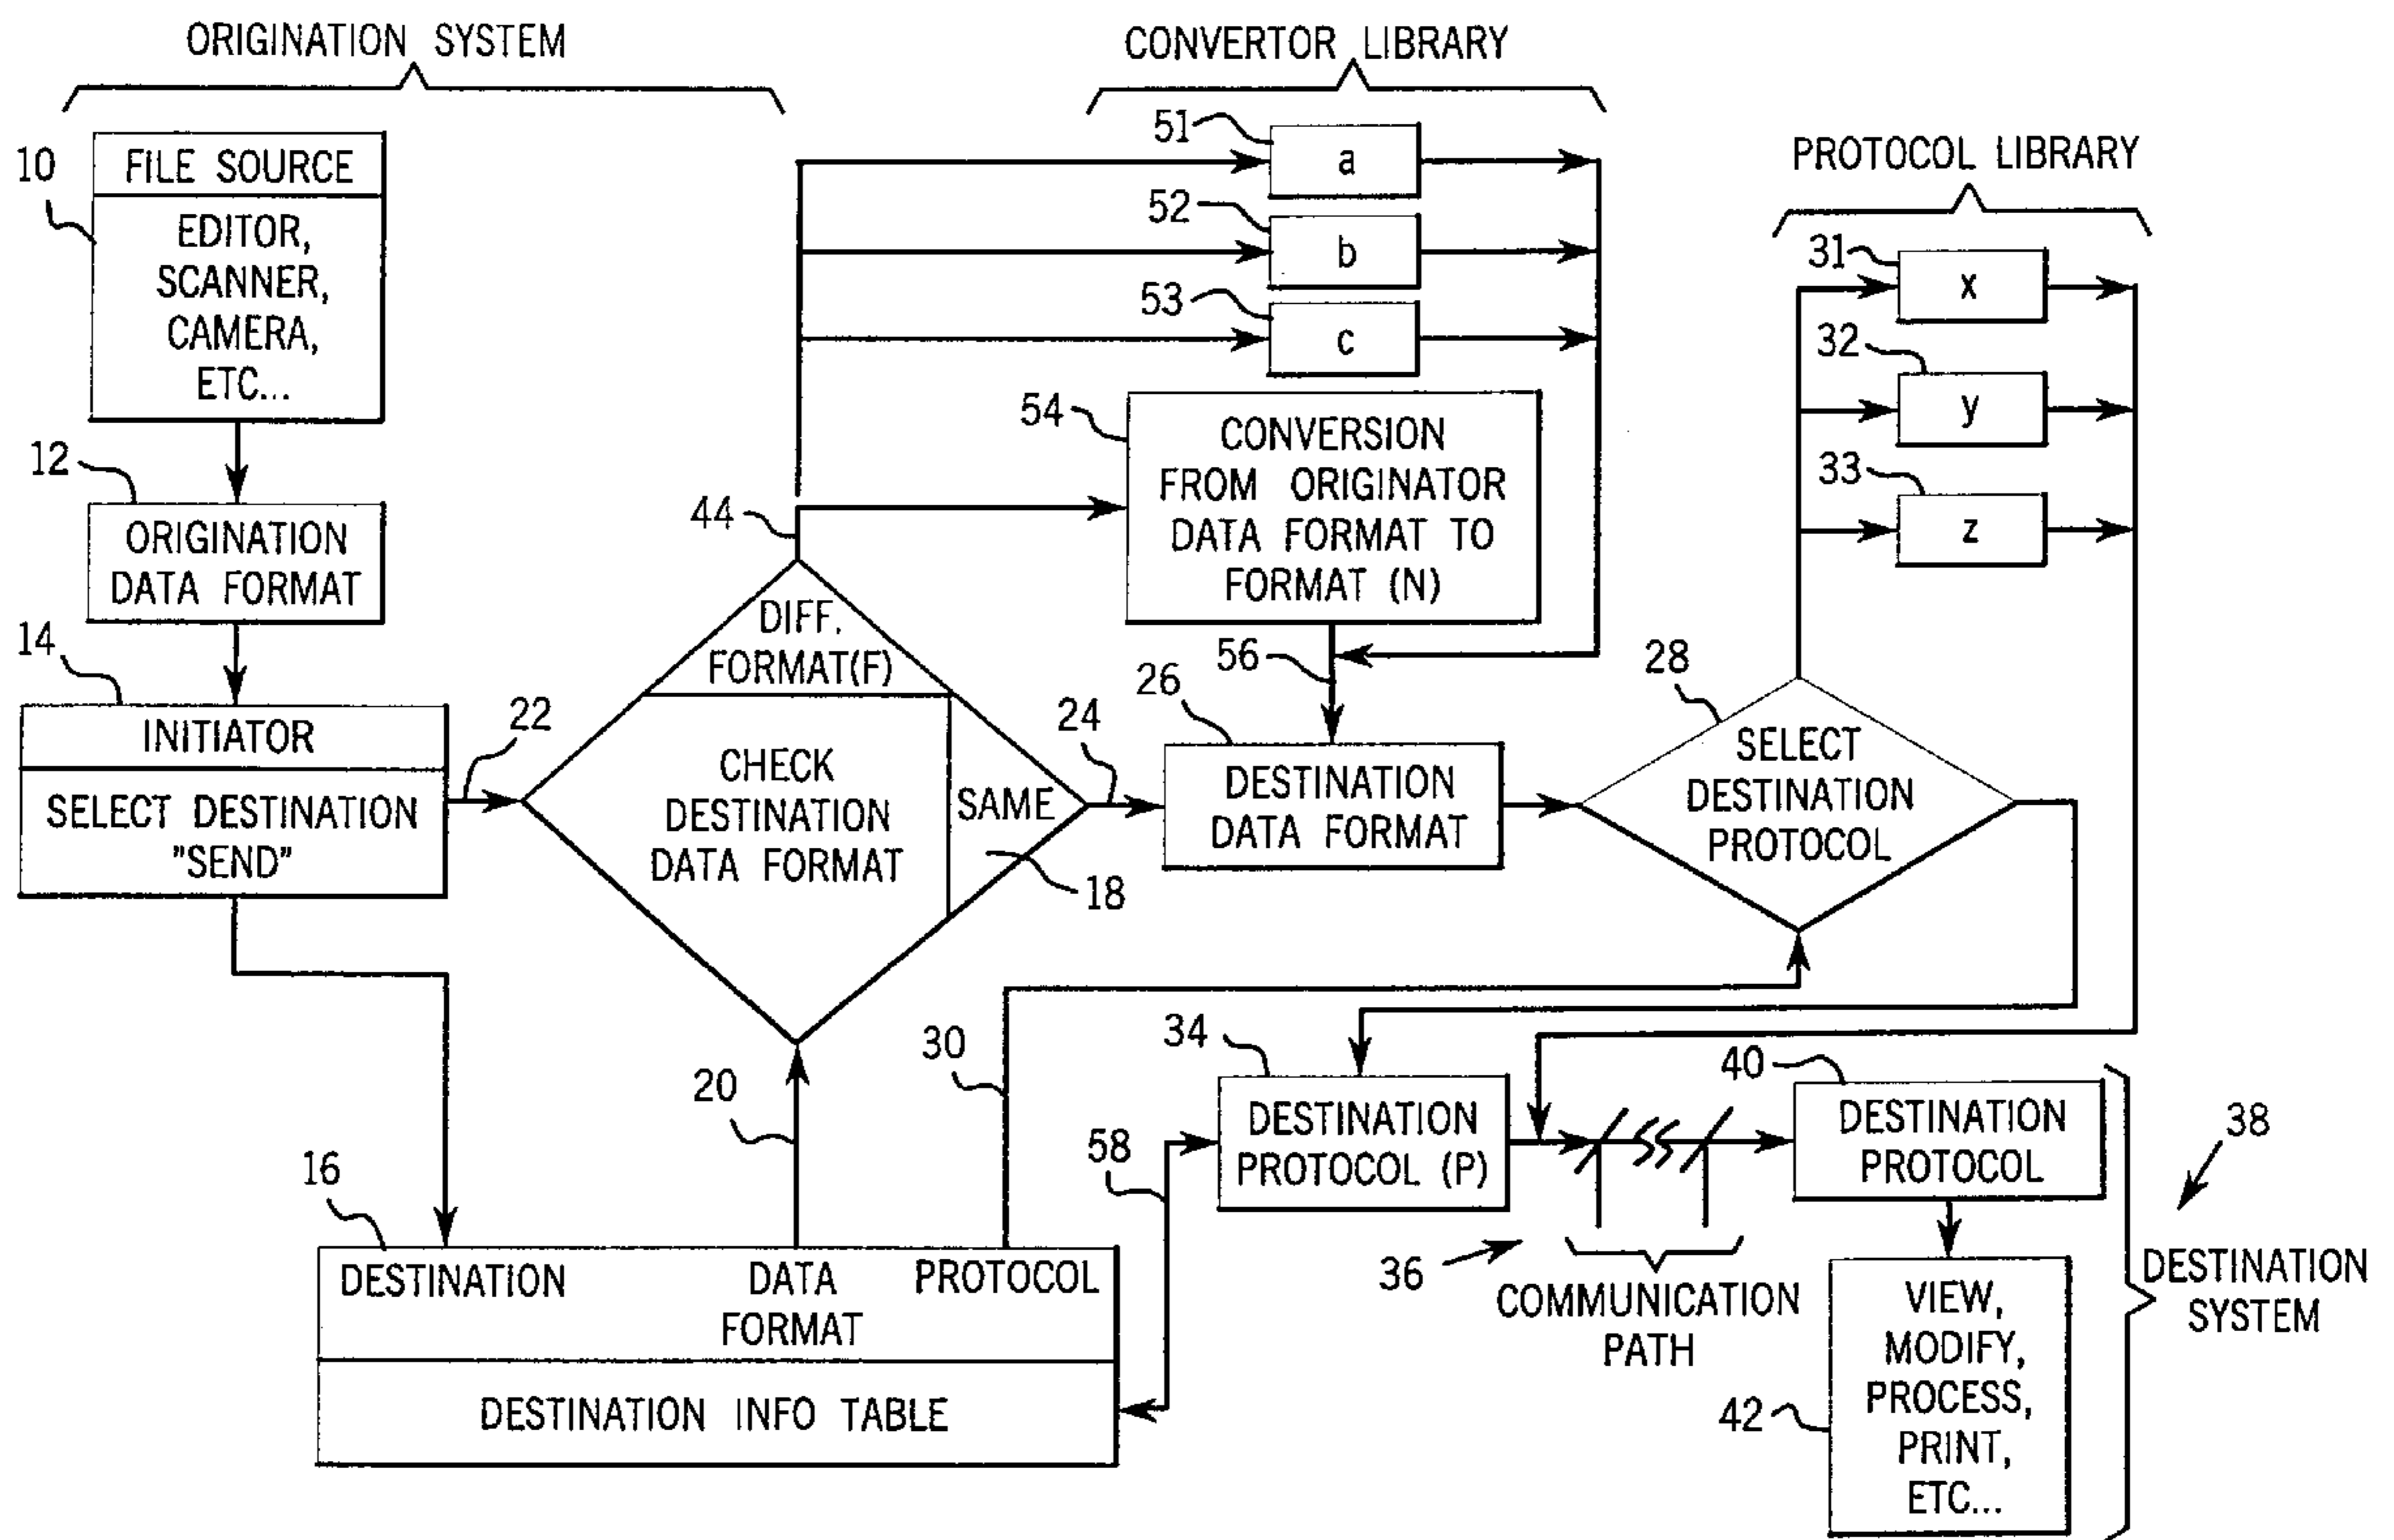 ORIGINATION SYSTEM
CONVERTOR LIBRARY
PROTOCOL LIBRARY
10
FILE SOURCE
EDITOR,
SCANNER,
CAMERA,
ETC...
12
ORIGINATION
DATA FORMAT
14
INITIATOR
SELECT DESTINATION
"SEND"
22
44
DIFF.
FORMAT(F)
CHECK
DESTINATION
DATA FORMAT
SAME
18
24
20
51
a
52
b
53
c
54
CONVERSION
FROM ORIGINATOR
DATA FORMAT TO
FORMAT (N)
56
26
DESTINATION
DATA FORMAT
28
SELECT
DESTINATION
PROTOCOL
31
x
32
y
33
z
30
16
DESTINATION
DATA
FORMAT
PROTOCOL
DESTINATION INFO TABLE
58
34
DESTINATION
PROTOCOL (P)
36
COMMUNICATION
PATH
40
DESTINATION
PROTOCOL
38
42
VIEW,
MODIFY,
PROCESS,
PRINT,
ETC...
DESTINATION
SYSTEM